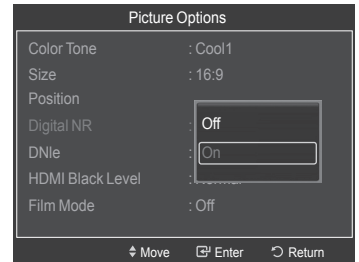 Picture Options
Color Tone : Cool1
Size : 16:9
Position
Digital NR : Off
DNIe : On
HDMI Black Level :
Film Mode : Off
Move Enter Return